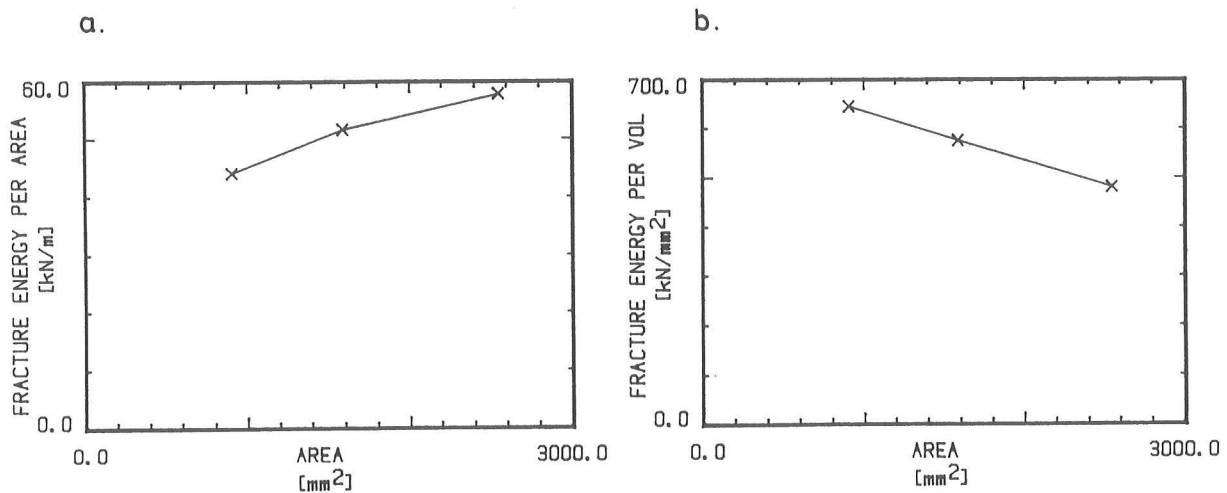 a.
60.0
FRACTURE ENERGY PER AREA
[kN/m]
0.0
0.0
AREA
3000.0
[mm2]
b.
700.0
FRACTURE ENERGY PER VOL
[kN/mm2]
0.0
0.0
AREA
3000.0
[mm2]